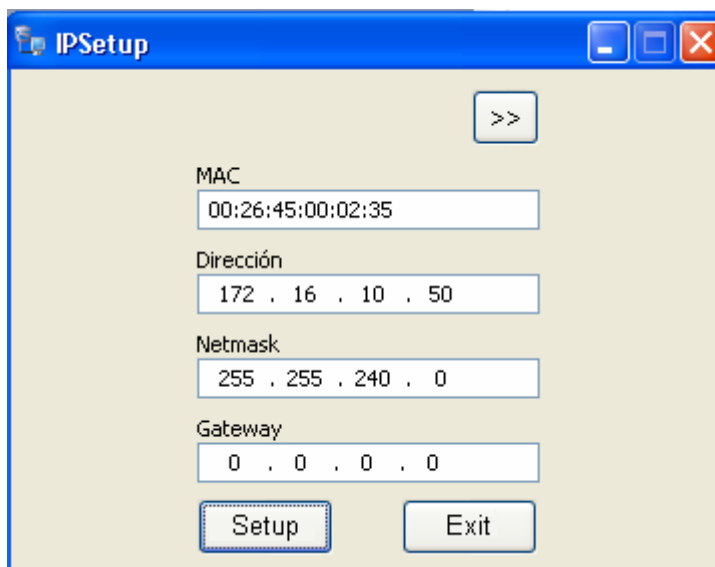 IPSetup
>>
MAC
00:26:45:00:02:35
Dirección
172 . 16 . 10 . 50
Netmask
255 . 255 . 240 . 0
Gateway
0 . 0 . 0 . 0
Setup Exit